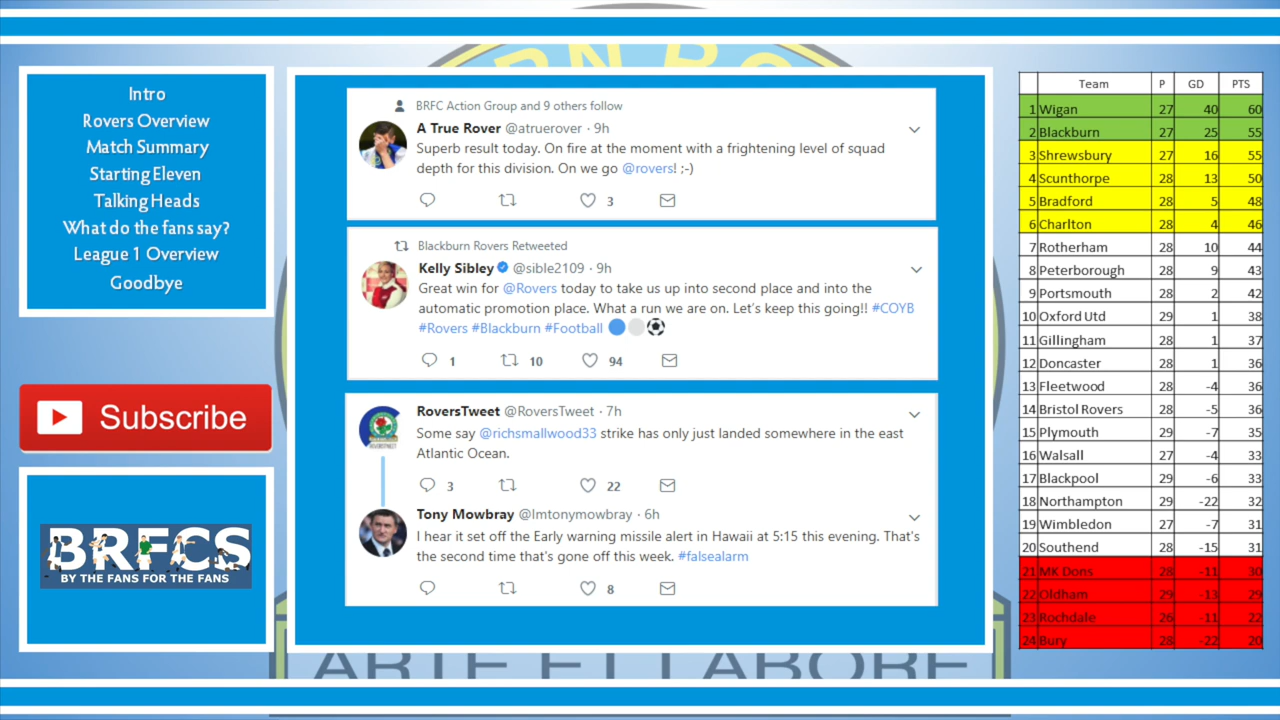 RN RO
Intro
Rovers Overview
Match Summary
Starting Eleven
Talking Heads
What do the fans say?
League 1 Overview
Goodbye
Subscribe
BRFCS
BY THE FANS FOR THE FANS
BRFC Action Group and 9 others follow
A True Rover @atruerover · 9h
Superb result today. On fire at the moment with a frightening level of squad
depth for this division. On we go @rovers! ;-)
3
Blackburn Rovers Retweeted
Kelly Sibley @sible2109 · 9h
Great win for @Rovers today to take us up into second place and into the
automatic promotion place. What a run we are on. Let's keep this going!! #COYB
#Rovers #Blackburn #Football
1 10 94
RoversTweet @RoversTweet · 7h
Some say @richsmallwood33 strike has only just landed somewhere in the east
Atlantic Ocean.
3 22
Tony Mowbray @Imtonymowbray · 6h
I hear it set off the Early warning missile alert in Hawaii at 5:15 this evening. That's
the second time that's gone off this week. #falsealarm
8
Team P GD PTS
1 Wigan 27 40 60
2 Blackburn 27 25 55
3 Shrewsbury 27 16 55
4 Scunthorpe 28 13 50
5 Bradford 28 5 48
6 Charlton 28 4 46
7 Rotherham 28 10 44
8 Peterborough 28 9 43
9 Portsmouth 28 2 42
10 Oxford Utd 29 1 38
11 Gillingham 28 1 37
12 Doncaster 28 1 36
13 Fleetwood 28 -4 36
14 Bristol Rovers 28 -5 36
15 Plymouth 29 -7 35
16 Walsall 27 -4 33
17 Blackpool 29 -6 33
18 Northampton 29 -22 32
19 Wimbledon 27 -7 31
20 Southend 28 -15 31
21 MK Dons 28 -11 30
22 Oldham 29 -13 29
23 Rochdale 26 -11 22
24 Bury 28 -22 20
ARTE ET LABORE